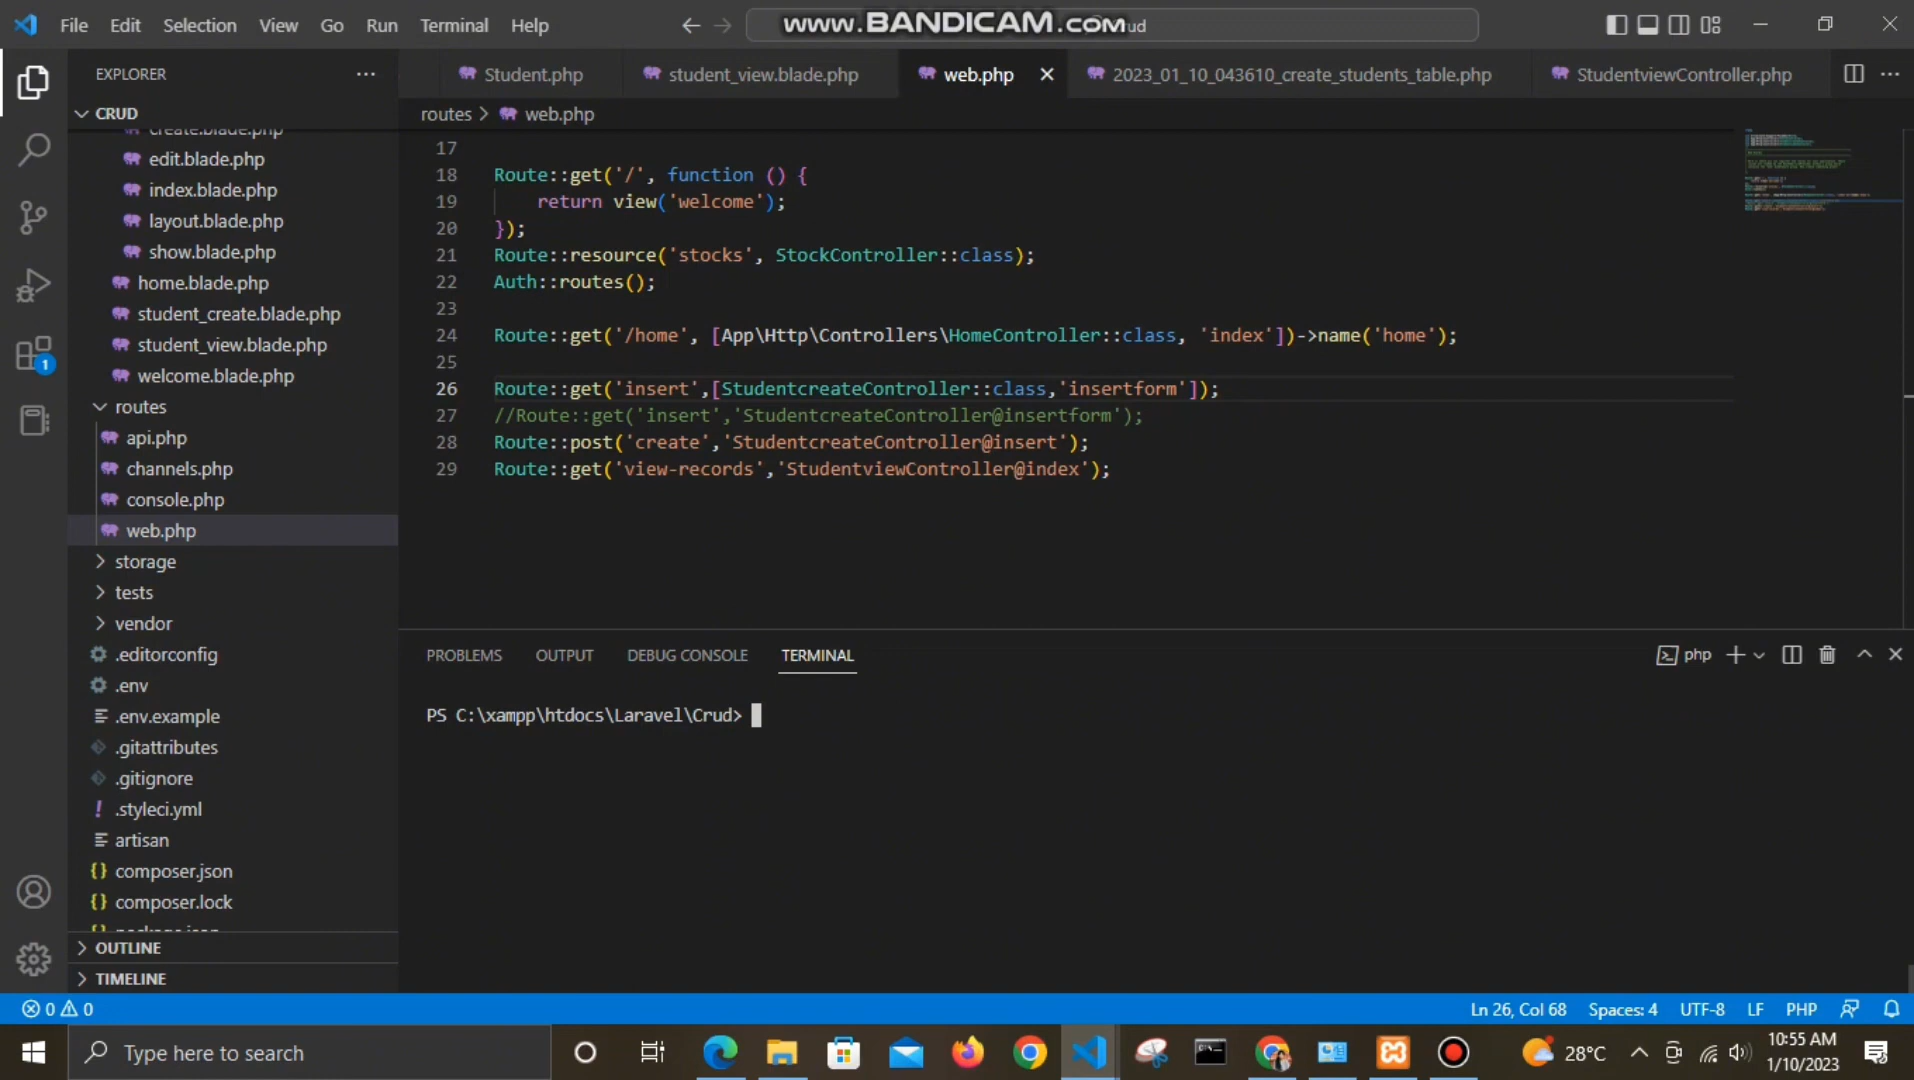 File Edit Selection View Go Run Terminal Help
www.BANDICAM.com
ud
EXPLORER
Student.php
student_view.blade.php
web.php
2023_01_10_043610_create_students_table.php
StudentviewController.php
CRUD
routes > web.php
create.blade.php
edit.blade.php
index.blade.php
layout.blade.php
show.blade.php
home.blade.php
student_create.blade.php
student_view.blade.php
welcome.blade.php
routes
api.php
channels.php
console.php
web.php
storage
tests
vendor
.editorconfig
.env
.env.example
.gitattributes
.gitignore
.styleci.yml
artisan
composer.json
composer.lock
package.json
OUTLINE
TIMELINE
17
18 Route::get('/', function () {
19 return view('welcome');
20 });
21 Route::resource('stocks', StockController::class);
22 Auth::routes();
23
24 Route::get('/home', [App\Http\Controllers\HomeController::class, 'index'])->name('home');
25
26 Route::get('insert',[StudentcreateController::class,'insertform']);
27 //Route::get('insert','StudentcreateController@insertform');
28 Route::post('create','StudentcreateController@insert');
29 Route::get('view-records','StudentviewController@index');
PROBLEMS OUTPUT DEBUG CONSOLE TERMINAL
php
PS C:\xampp\htdocs\Laravel\Crud>
1
0 0
Ln 26, Col 68 Spaces: 4 UTF-8 LF PHP
Type here to search
28°C
10:55 AM
1/10/2023